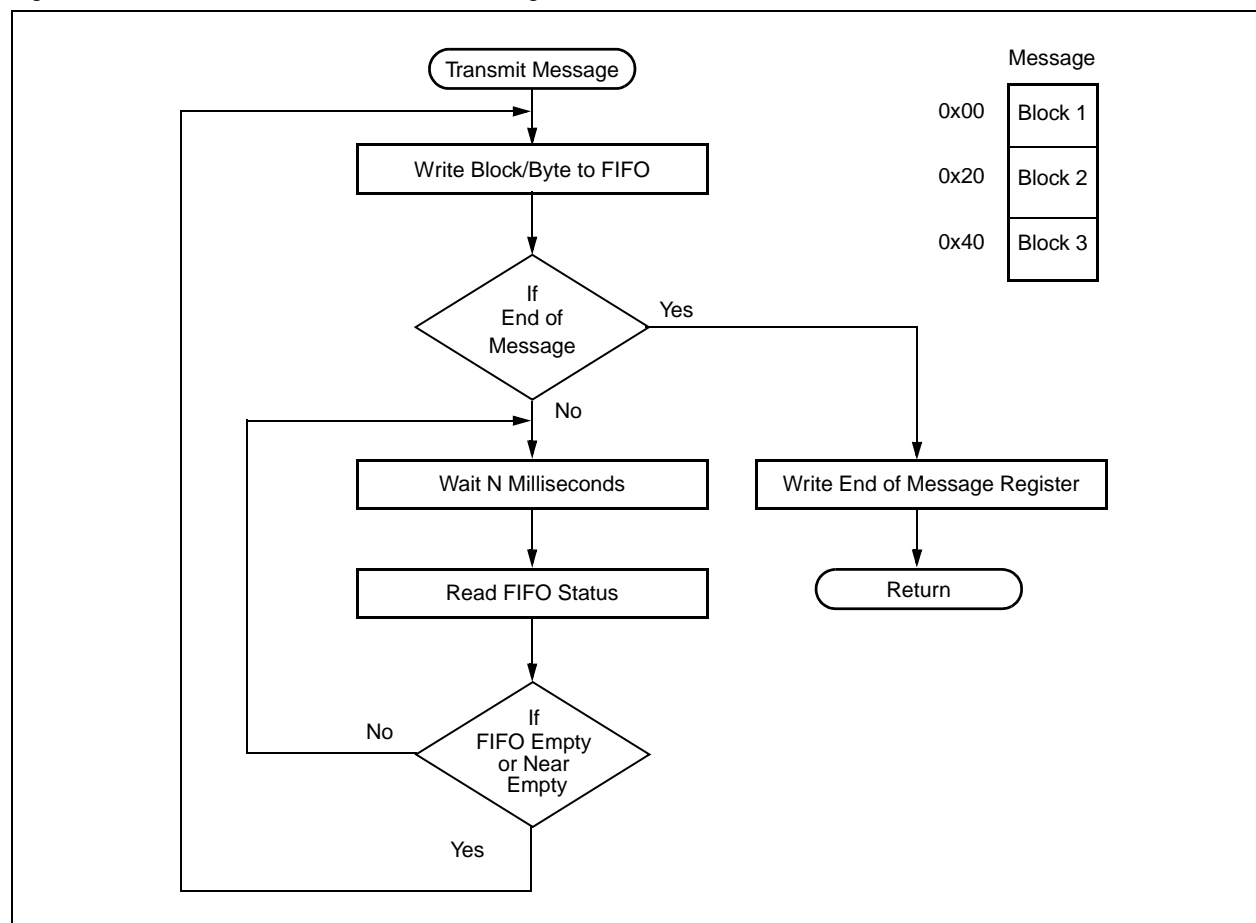 Transmit Message
Write Block/Byte to FIFO
If
End of
Message
Yes
No
Wait N Milliseconds
Write End of Message Register
Read FIFO Status
Return
If
FIFO Empty
or Near
Empty
No
Yes
Message
0x00 Block 1
0x20 Block 2
0x40 Block 3